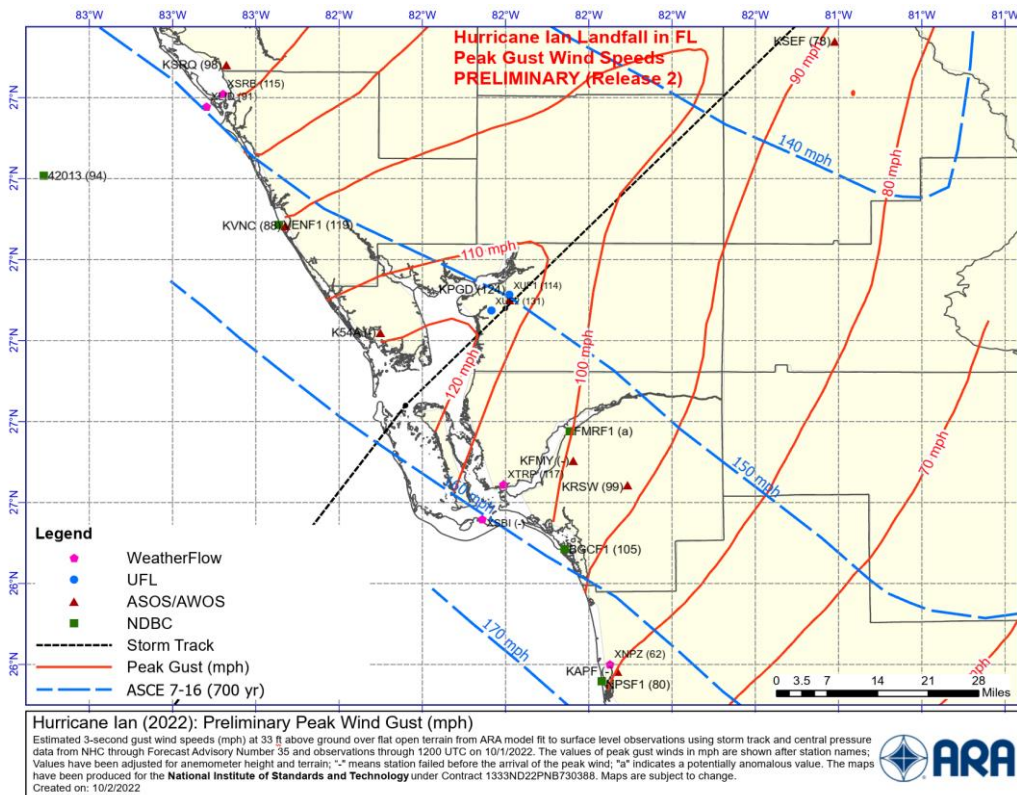 83°W 83°W 83°W 82°W 82°W 82°W 82°W 82°W 82°W 81°W 81°W 81°W
Hurricane Ian Landfall in FL
Peak Gust Wind Speeds
PRELIMINARY (Release 2)
KSEF (78)
KSRQ (98)
XSRB (115)
(91)
90 mph
140 mph
27°N
27°N
80 mph
42013 (94)
KVNC (88)
VENF1 (119)
27°N
110 mph
KPGD (124)
XUF1 (114)
(131)
K54A (-)
27°N
120 mph
100 mph
27°N
FMRF1 (a)
KFMY (-)
150 mph
70 mph
XTRP (117)
KRSW (99)
27°N
160 mph
XSBI (-)
BGCF1 (105)
26°N
170 mph
XNPZ (62)
KAPF (-)
26°N
NPSF1 (80)
mph
Legend
WeatherFlow
UFL
ASOS/AWOS
NDBC
Storm Track
Peak Gust (mph)
ASCE 7-16 (700 yr)
0 3.5 7 14 21 28
Miles
Hurricane Ian (2022): Preliminary Peak Wind Gust (mph)
Estimated 3-second gust wind speeds (mph) at 33 ft above ground over flat open terrain from ARA model fit to surface level observations using storm track and central pressure
data from NHC through Forecast Advisory Number 35 and observations through 1200 UTC on 10/1/2022. The values of peak gust winds in mph are shown after station names;
Values have been adjusted for anemometer height and terrain; "-" means station failed before the arrival of the peak wind; "a" indicates a potentially anomalous value. The maps
have been produced for the National Institute of Standards and Technology under Contract 1333ND22PNB730388. Maps are subject to change.
Created on: 10/2/2022
ARA